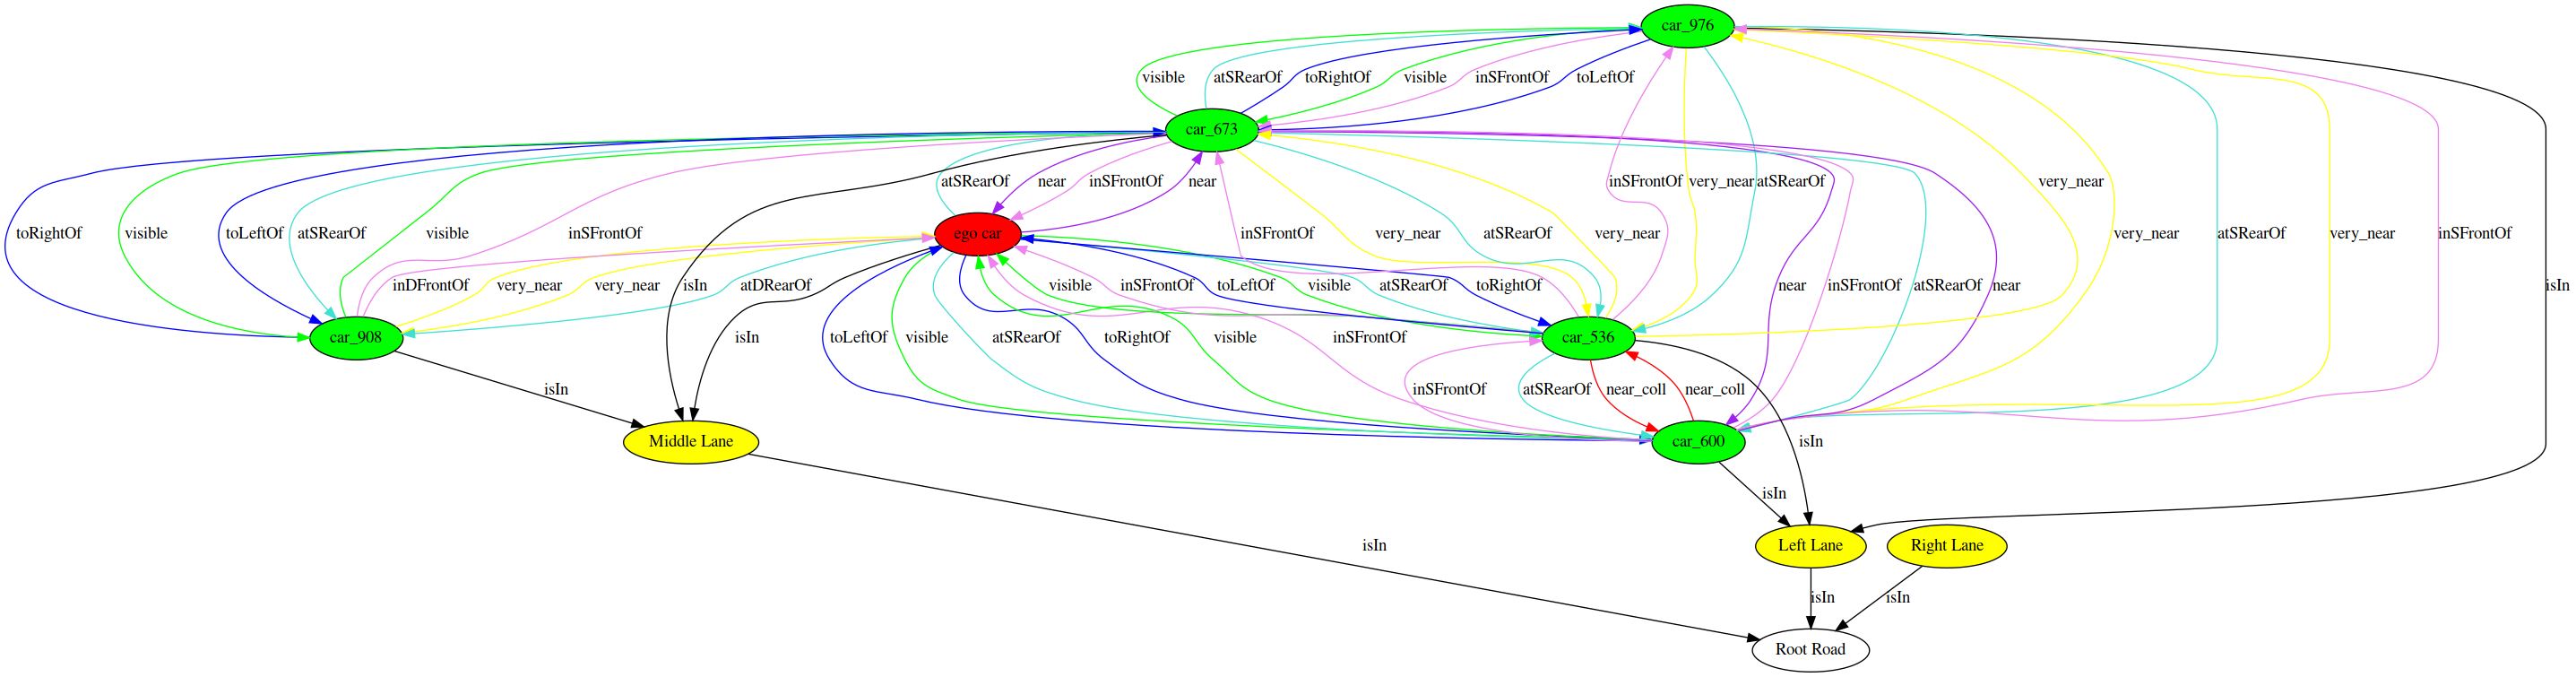 car_976
visible atSRearOf toRightOf visible inSFrontOf toLeftOf
car_673
atSRearOf near inSFrontOf near inSFrontOf very_near atSRearOf very_near
toRightOf visible toLeftOf atSRearOf visible inSFrontOf ego car inSFrontOf very_near atSRearOf very_near very_near atSRearOf very_near inSFrontOf
inDFrontOf very_near very_near atDRearOf isIn visible inSFrontOf toLeftOf visible atSRearOf toRightOf near inSFrontOf atSRearOf near isIn
car_908 isIn toLeftOf visible atSRearOf toRightOf visible inSFrontOf car_536
isIn inSFrontOf atSRearOf near_coll near_coll
Middle Lane car_600 isIn
isIn
isIn Left Lane Right Lane
isIn isIn
Root Road